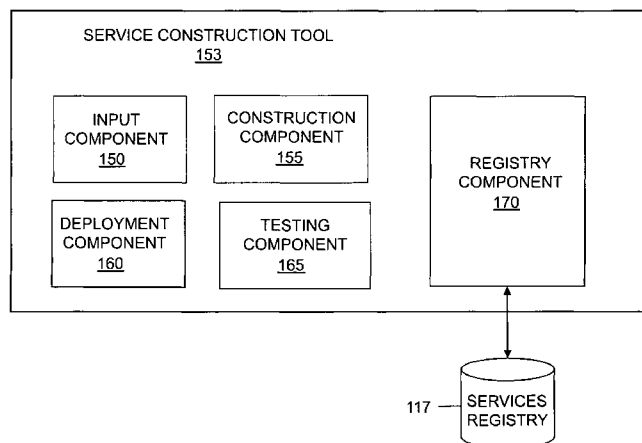 SERVICE CONSTRUCTION TOOL
153
INPUT
COMPONENT
150
CONSTRUCTION
COMPONENT
155
REGISTRY
COMPONENT
170
DEPLOYMENT
COMPONENT
160
TESTING
COMPONENT
165
117
SERVICES
REGISTRY